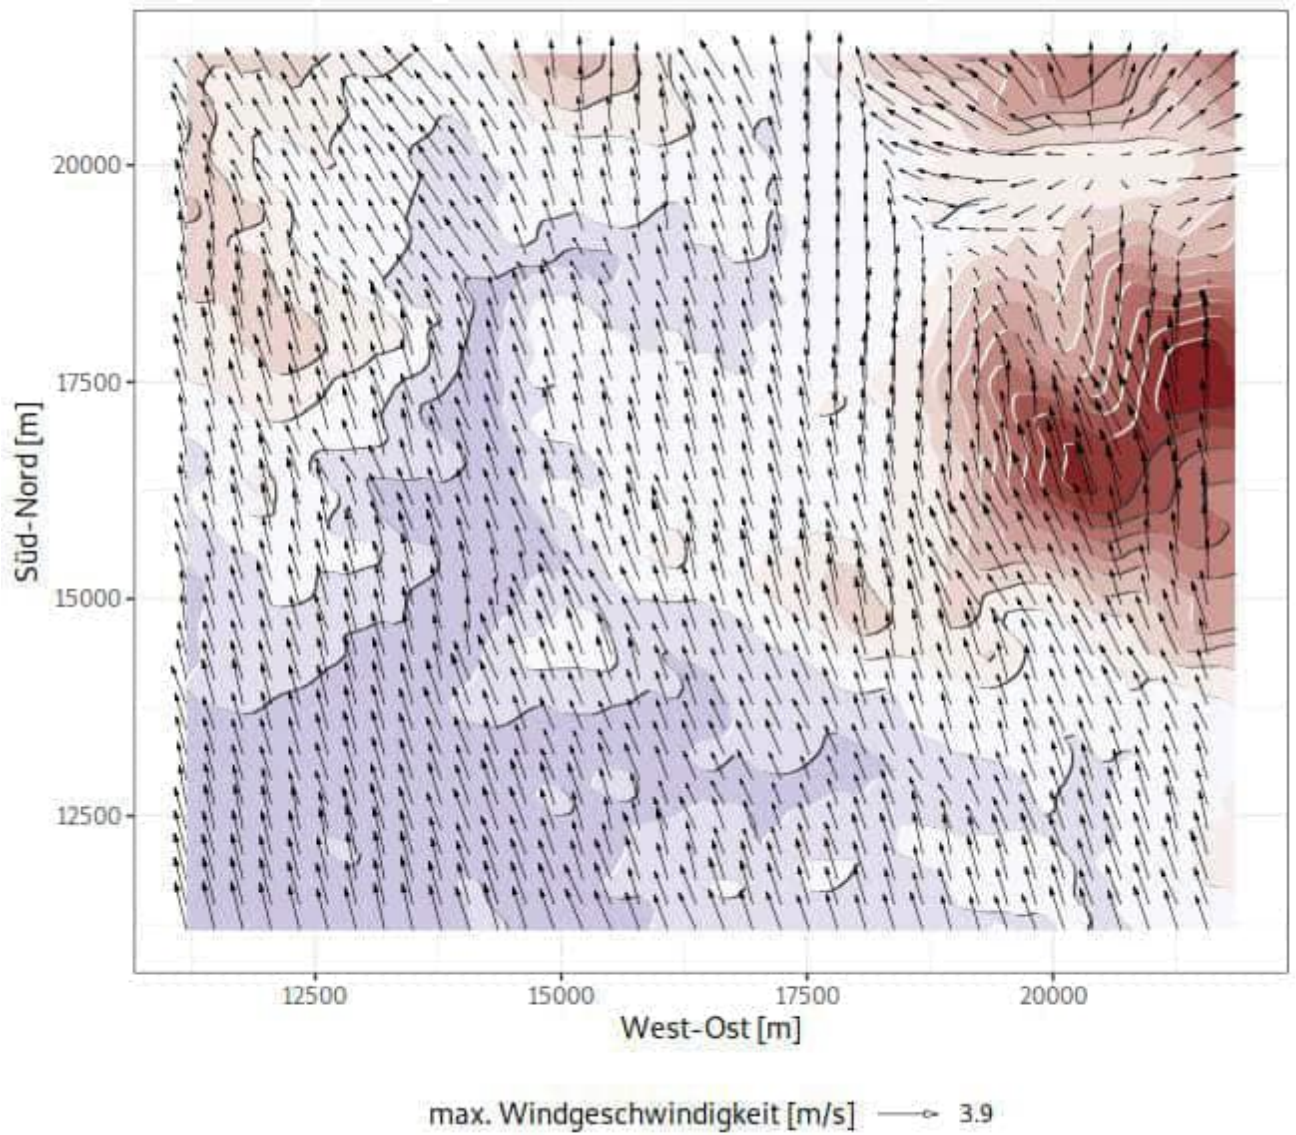 20000
17500
15000
12500
Süd-Nord [m]
12500 15000 17500 20000
West-Ost [m]
max. Windgeschwindigkeit [m/s] 3.9